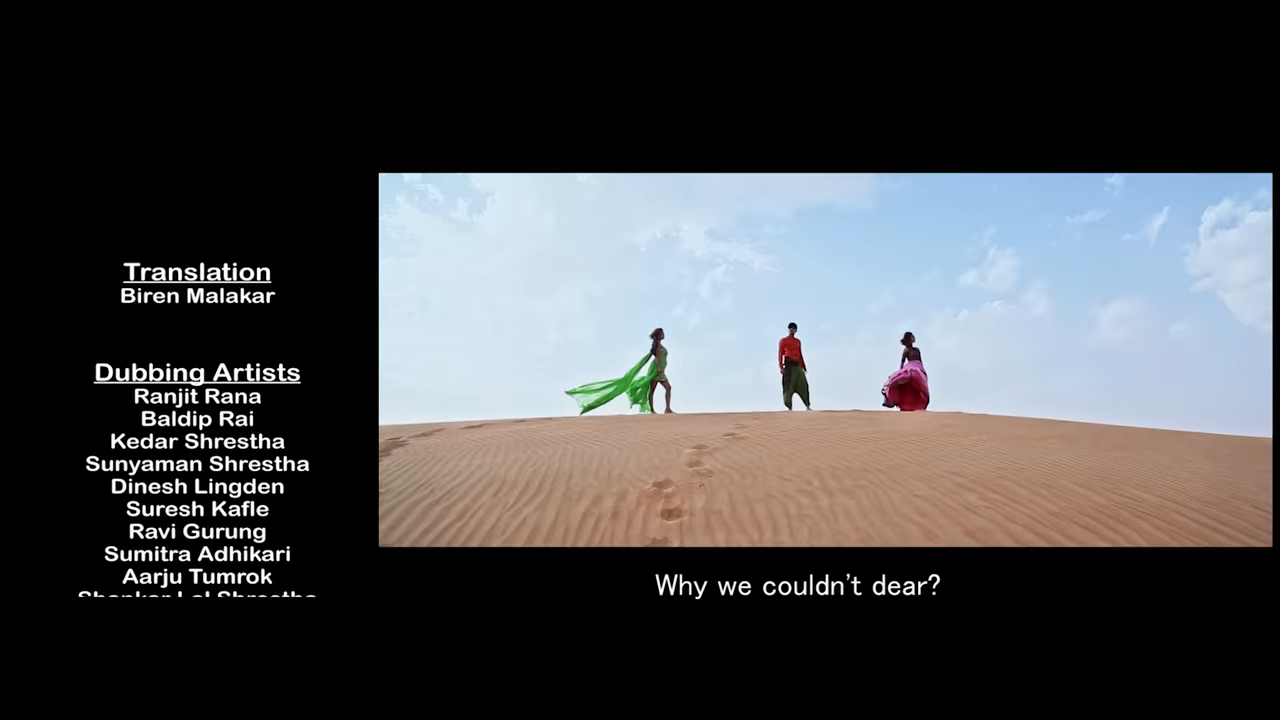 Translation
Biren Malakar
Dubbing Artists
Ranjit Rana
Baldip Rai
Kedar Shrestha
Sunyaman Shrestha
Dinesh Lingden
Suresh Kafle
Ravi Gurung
Sumitra Adhikari
Aarju Tumrok
Why we couldn't dear?